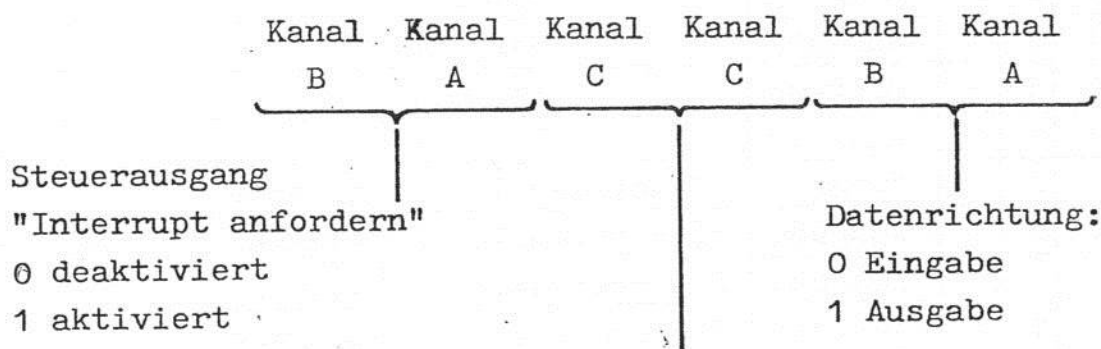 Kanal Kanal Kanal Kanal Kanal Kanal
B A C C B A
Steuerausgang
"Interrupt anfordern"
0 deaktiviert
1 aktiviert
Datenrichtung:
0 Eingabe
1 Ausgabe